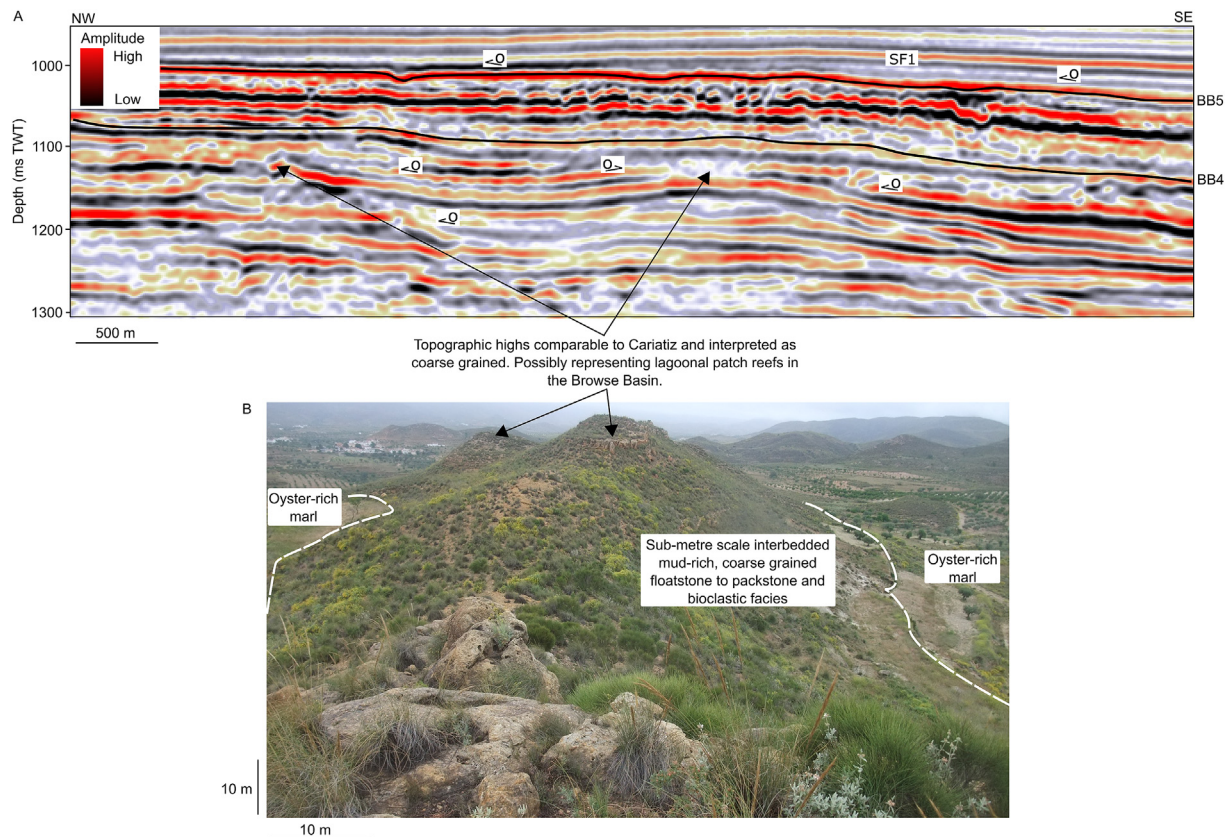 A
NW
SE
Amplitude
High
Low
SF1
O
O
O
O
O
O
BB5
BB4
Depth (ms TWT)
1000
1100
1200
1300
500 m
Topographic highs comparable to Cariatiz and interpreted as
coarse grained. Possibly representing lagoonal patch reefs in
the Browse Basin.
B
Oyster-rich
marl
Sub-metre scale interbedded
mud-rich, coarse grained
floatstone to packstone and
bioclastic facies
Oyster-rich
marl
10 m
10 m